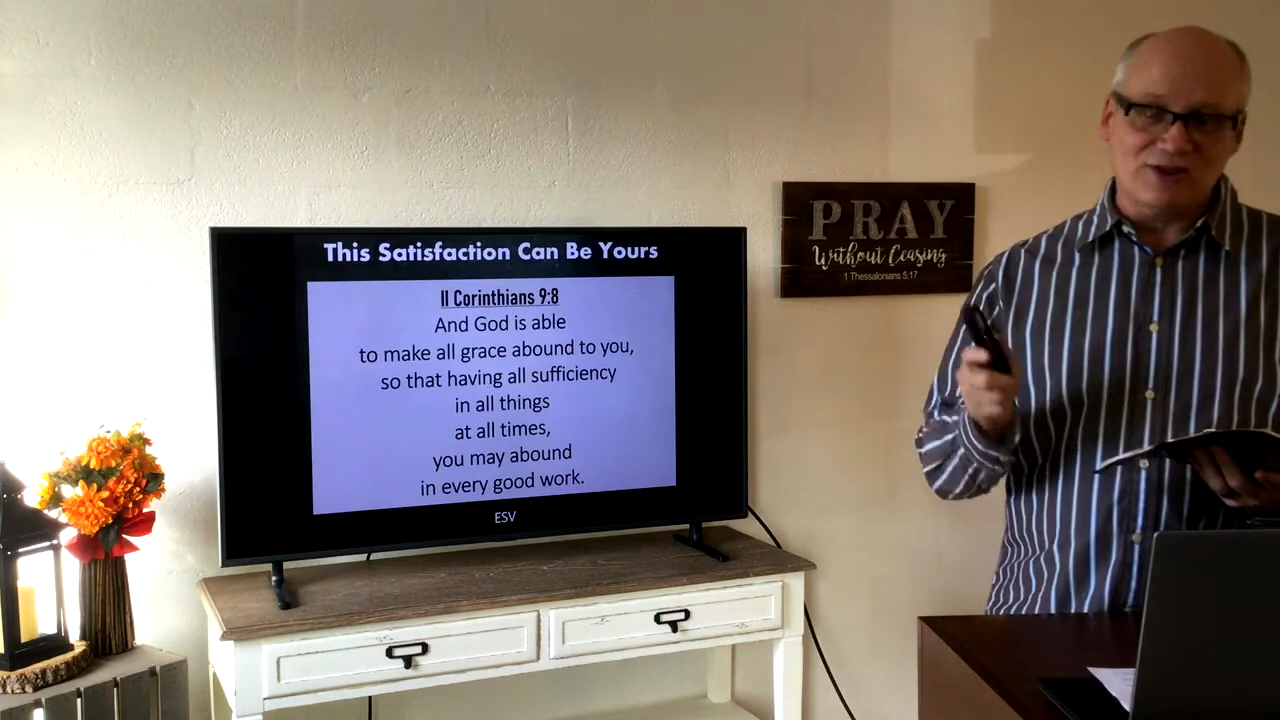 This Satisfaction Can Be Yours
II Corinthians 9:8
And God is able
to make all grace abound to you,
so that having all sufficiency
in all things
at all times,
you may abound
in every good work.
ESV
PRAY
Without Ceasing
1 Thessalonians 5:17